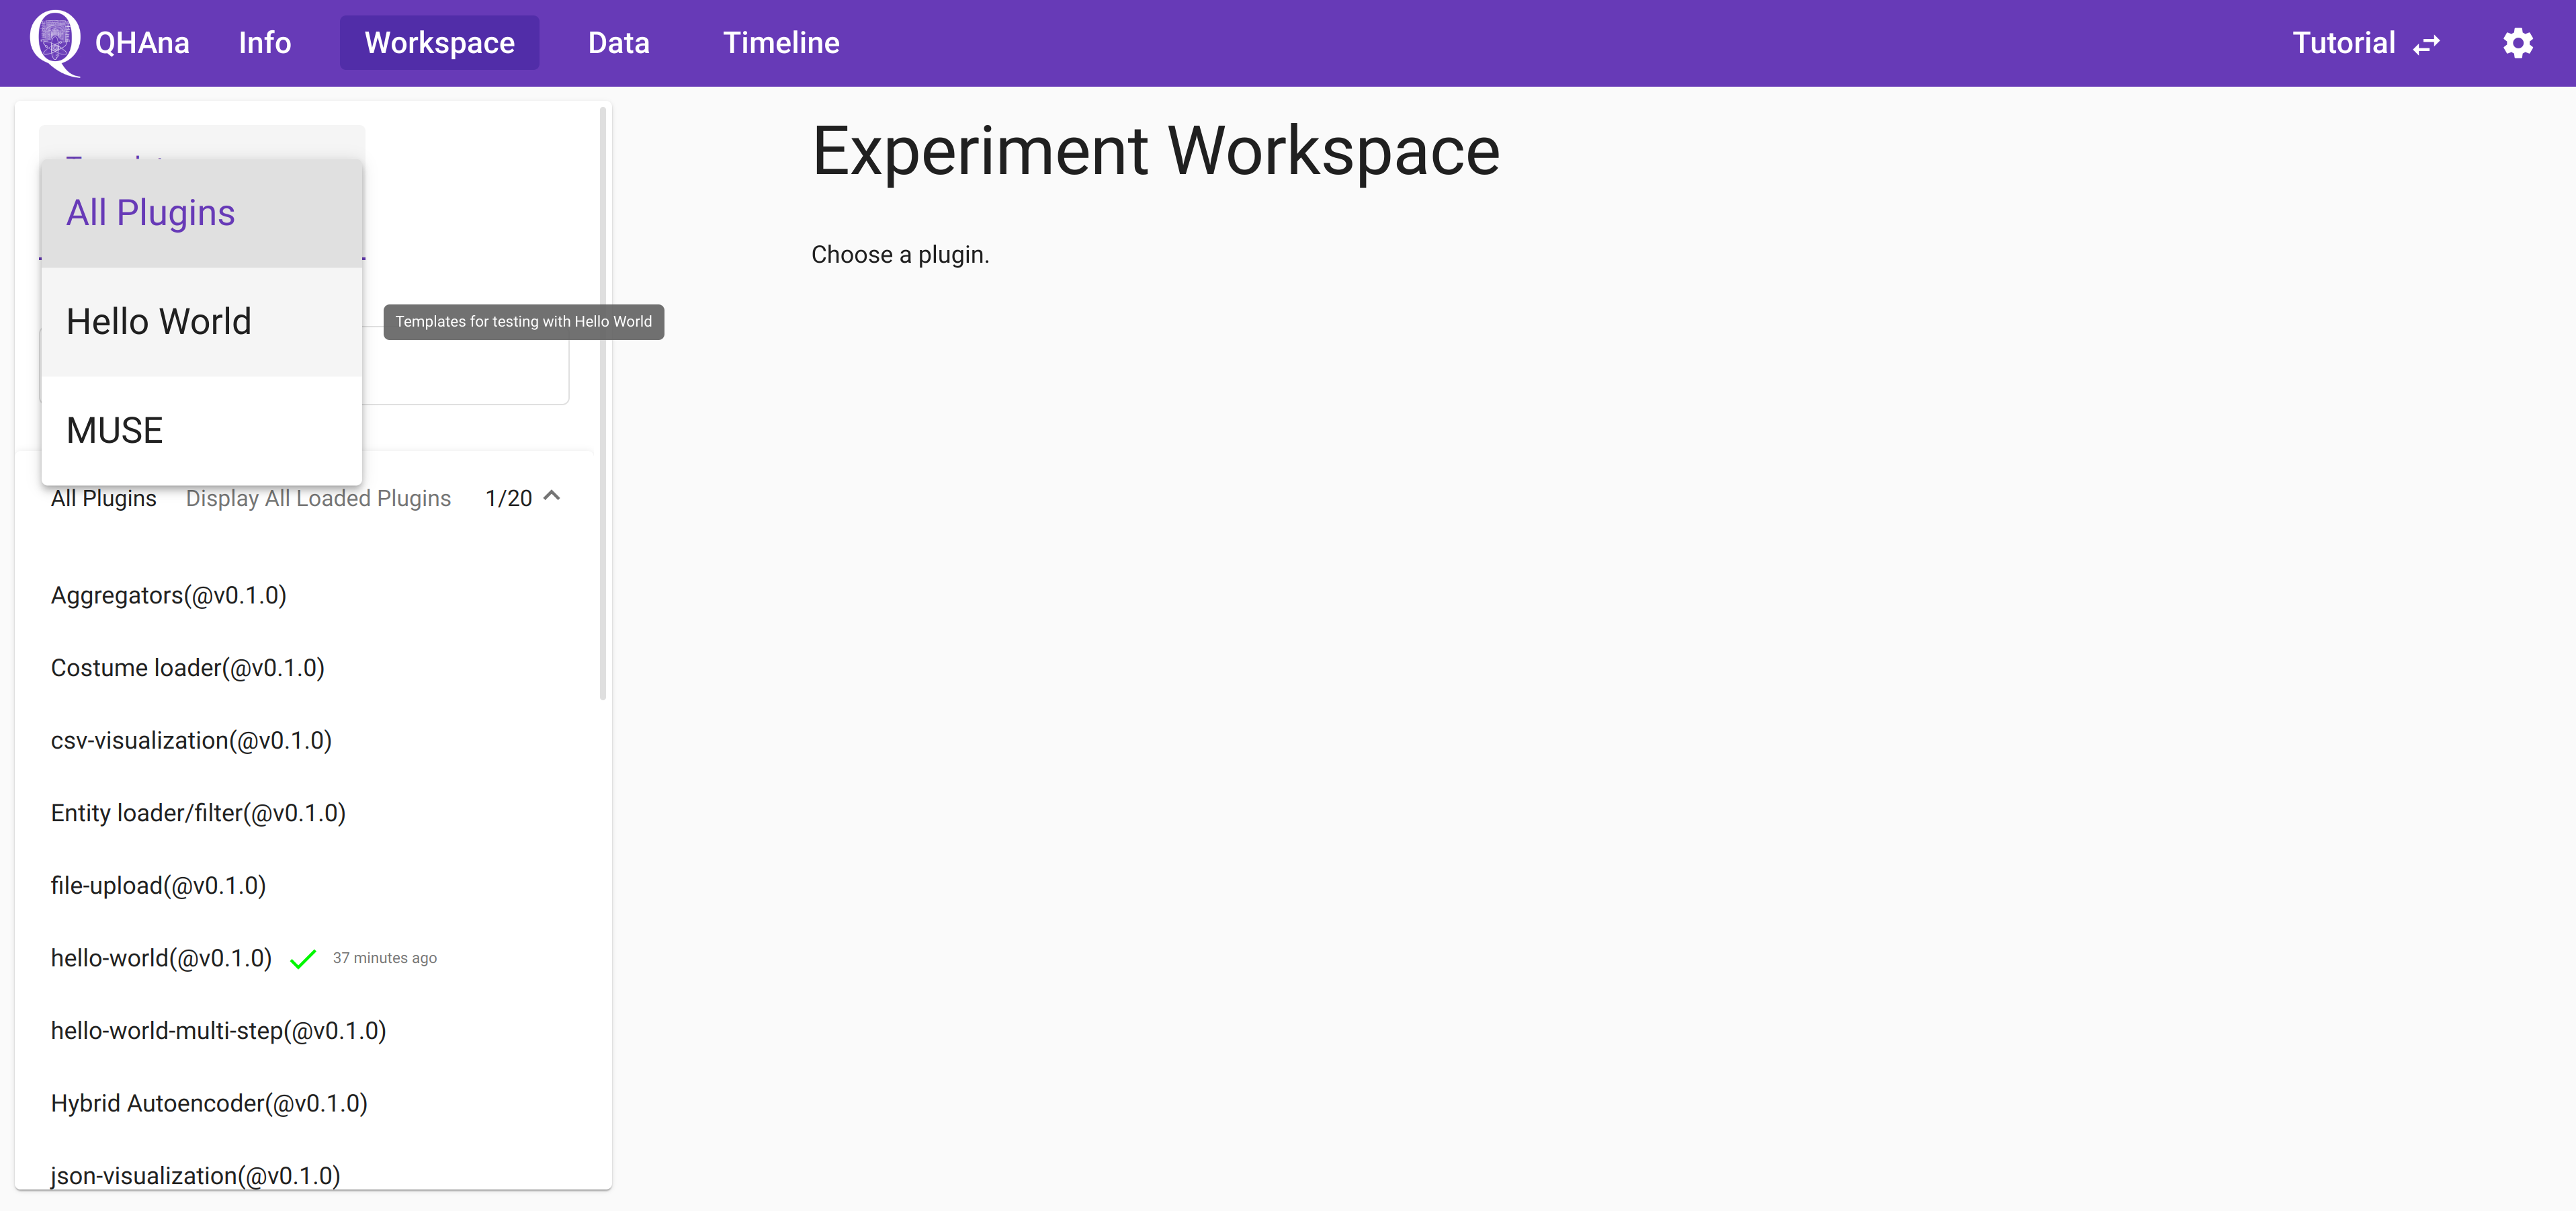 QHAna Info Workspace Data Timeline Tutorial
All Plugins
Hello World
MUSE
Templates for testing with Hello World
Experiment Workspace
Choose a plugin.
All Plugins Display All Loaded Plugins 1/20
Aggregators(@v0.1.0)
Costume loader(@v0.1.0)
csv-visualization(@v0.1.0)
Entity loader/filter(@v0.1.0)
file-upload(@v0.1.0)
hello-world(@v0.1.0) 37 minutes ago
hello-world-multi-step(@v0.1.0)
Hybrid Autoencoder(@v0.1.0)
json-visualization(@v0.1.0)